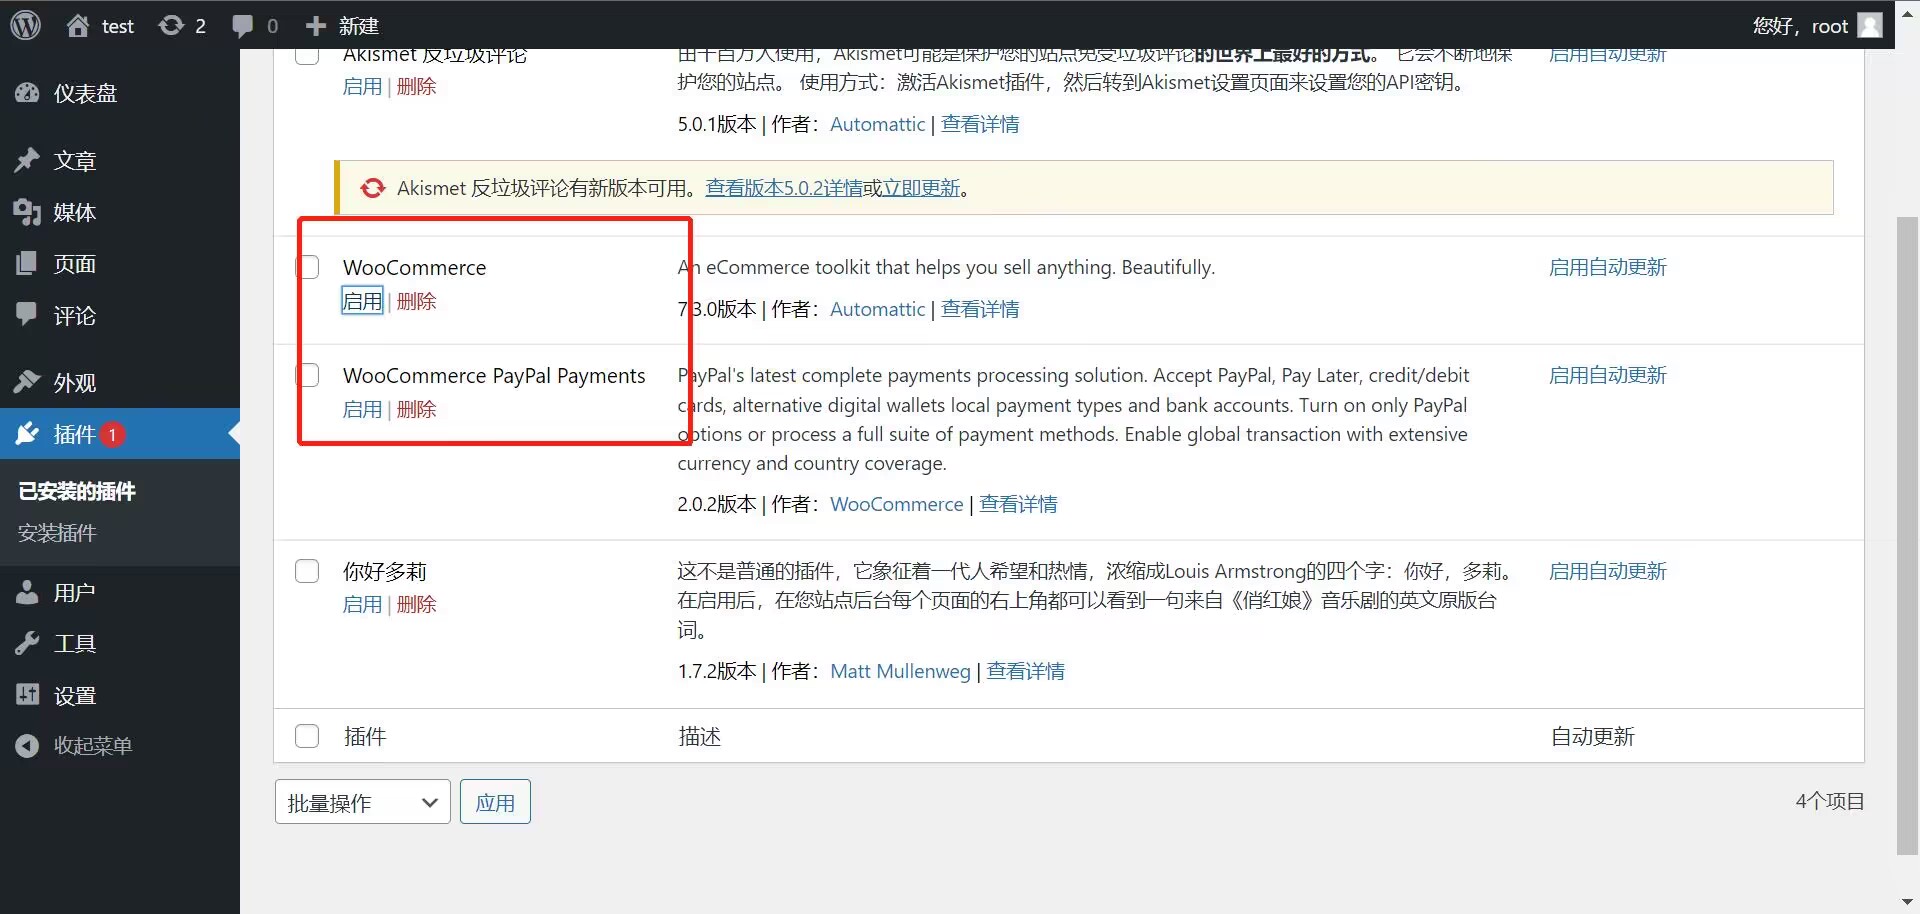 test
2
0
新建
您好，root
仪表盘
文章
媒体
页面
评论
外观
插件 1
已安装的插件
安装插件
用户
工具
设置
收起菜单
Akismet 反垃圾评论
启用 | 删除
由千百万人使用，Akismet可能是保护您的站点免受垃圾评论的世界上最好的方式。 它会不断地保
护您的站点。 使用方式：激活Akismet插件，然后转到Akismet设置页面来设置您的API密钥。
5.0.1版本 | 作者：Automattic | 查看详情
启用自动更新
Akismet 反垃圾评论有新版本可用。查看版本5.0.2详情或立即更新。
WooCommerce
启用 | 删除
An eCommerce toolkit that helps you sell anything. Beautifully.
7.3.0版本 | 作者：Automattic | 查看详情
启用自动更新
WooCommerce PayPal Payments
启用 | 删除
PayPal's latest complete payments processing solution. Accept PayPal, Pay Later, credit/debit
cards, alternative digital wallets local payment types and bank accounts. Turn on only PayPal
options or process a full suite of payment methods. Enable global transaction with extensive
currency and country coverage.
2.0.2版本 | 作者：WooCommerce | 查看详情
启用自动更新
你好多莉
启用 | 删除
这不是普通的插件，它象征着一代人希望和热情，浓缩成Louis Armstrong的四个字：你好，多莉。
在启用后，在您站点后台每个页面的右上角都可以看到一句来自《俏红娘》音乐剧的英文原版台
词。
1.7.2版本 | 作者：Matt Mullenweg | 查看详情
启用自动更新
插件
描述
自动更新
批量操作
应用
4个项目